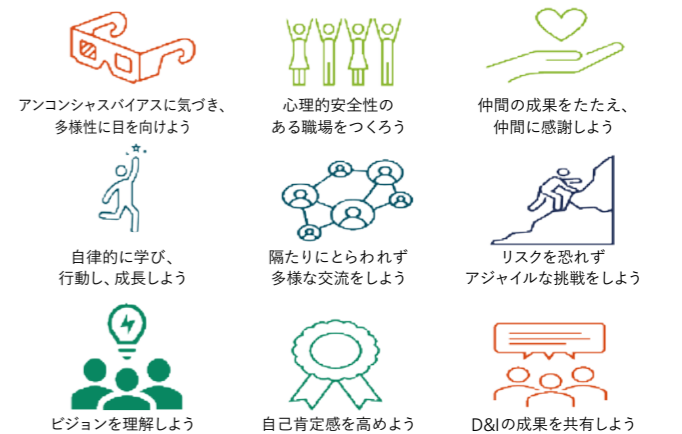 アンコンシャスバイアスに気づき、
多様性に目を向けよう
心理的安全性の
ある職場をつくろう
仲間の成果をたたえ、
仲間に感謝しよう
自律的に学び、
行動し、成長しよう
隔たりにとらわれず
多様な交流をしよう
リスクを恐れず
アジャイルな挑戦をしよう
ビジョンを理解しよう
自己肯定感を高めよう
D&Iの成果を共有しよう